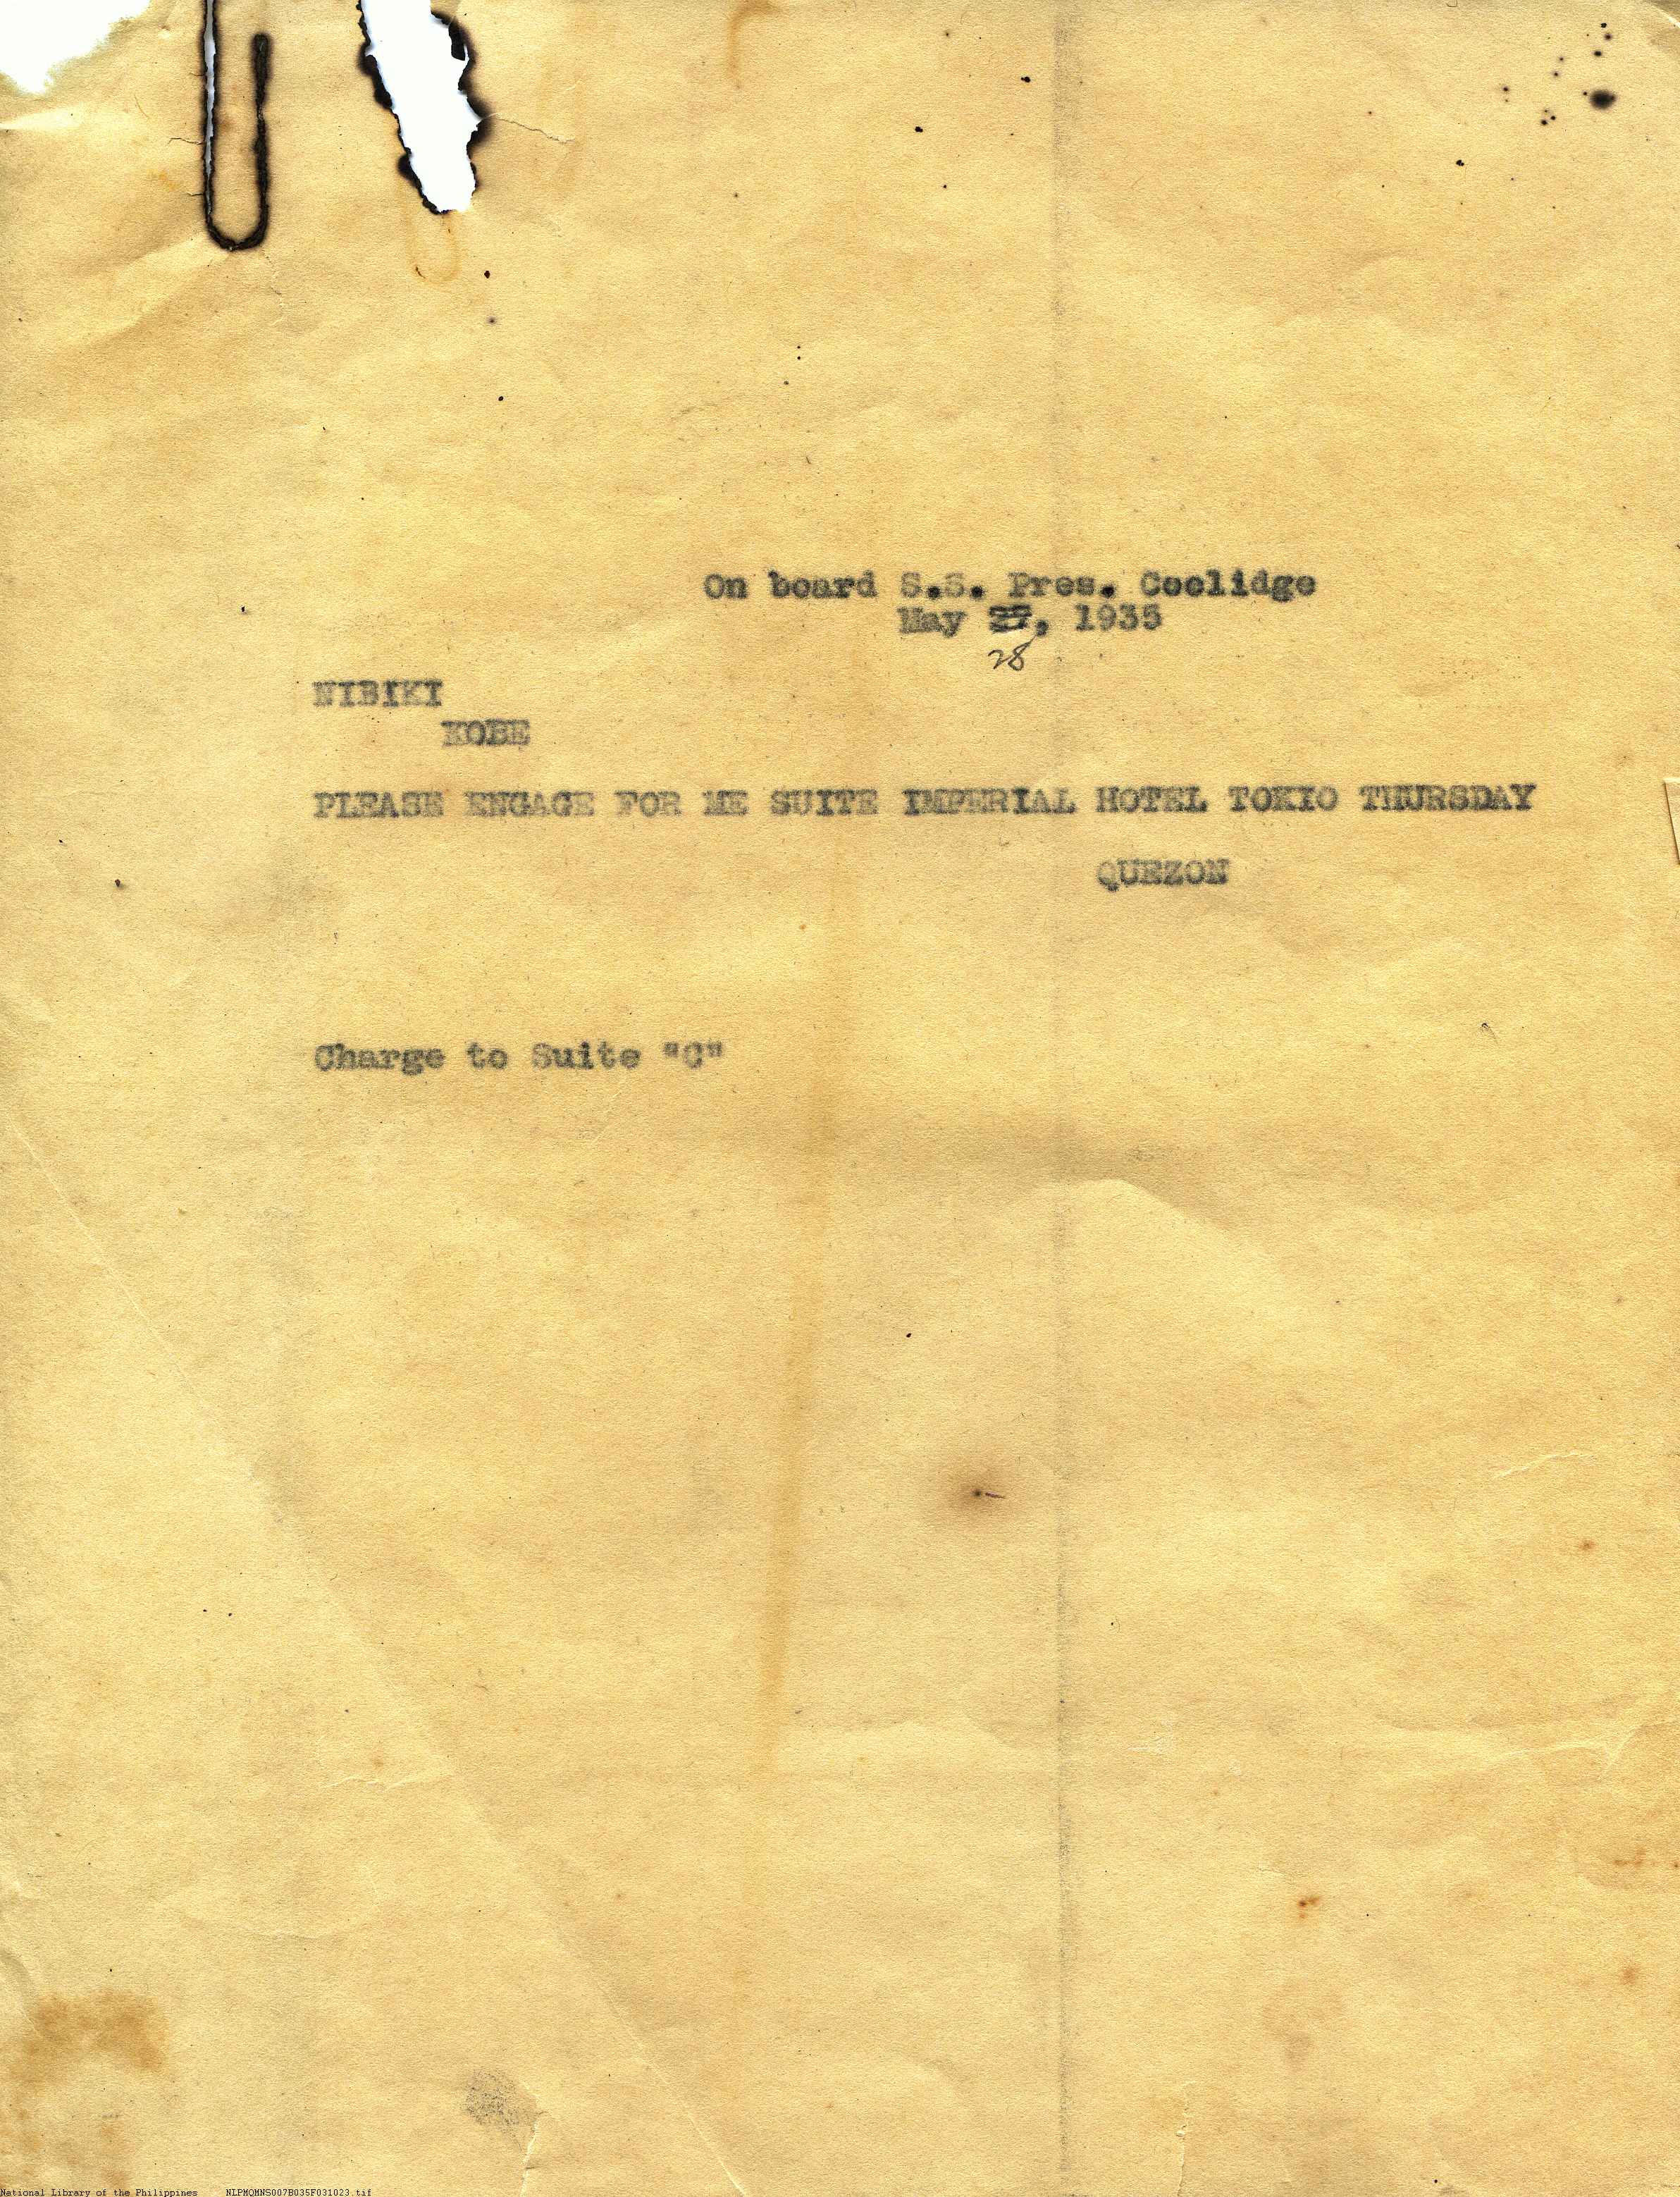 On board S.S. Pres. Coolidge
May 27, 1935
28
NIBIKI
KOBE
PLEASE ENGAGE FOR ME SUITE IMPERIAL HOTEL TOKIO THURSDAY
QUEZON
Charge to Suite "C"
National Library of the Philippines NLPMQMNS007B035F031023.tif